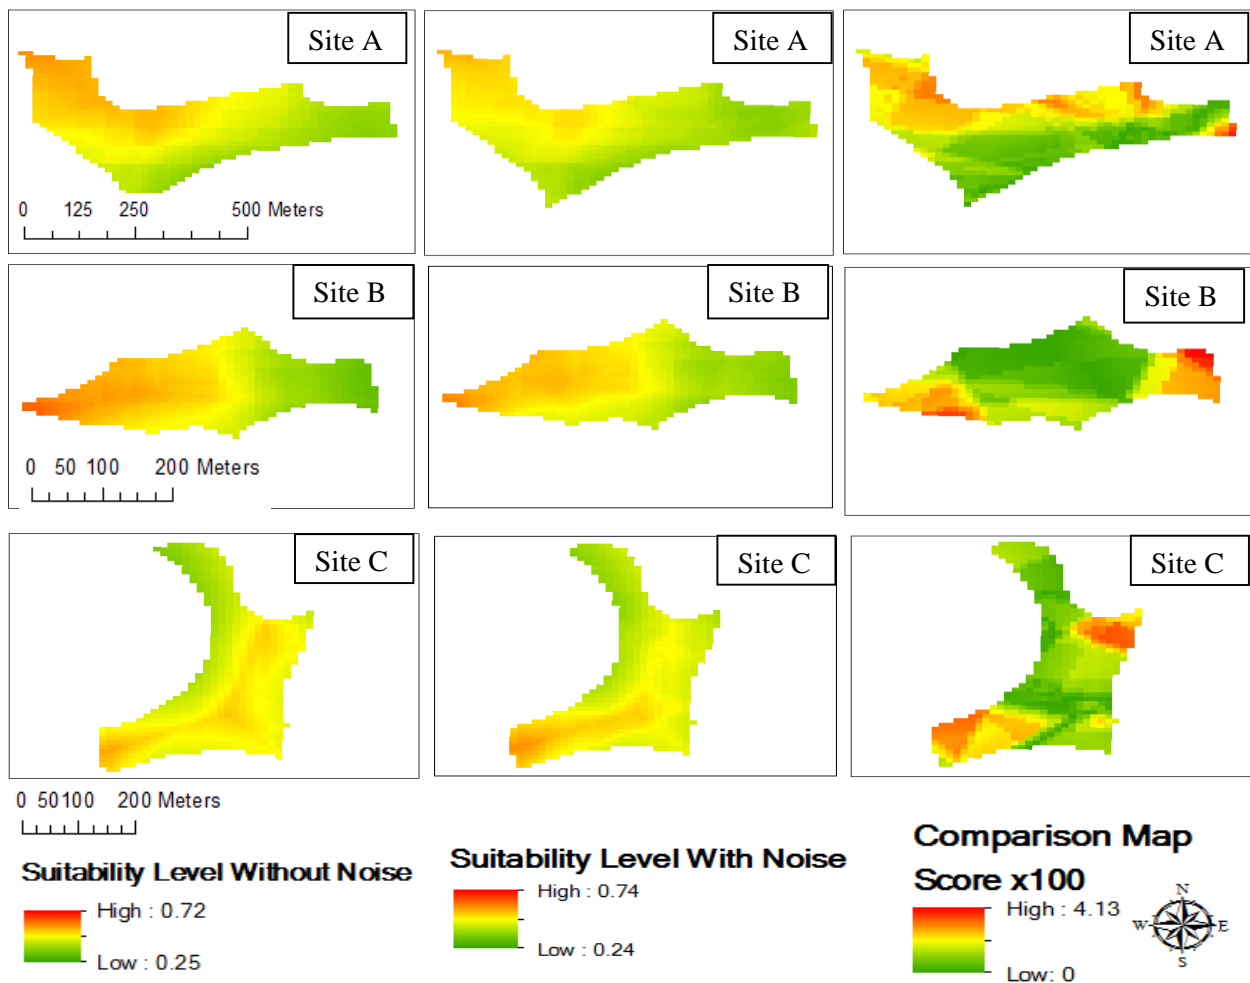 Site A
Site A
Site A
0 125 250 500 Meters
Site B
Site B
Site B
0 50 100 200 Meters
Site C
Site C
Site C
0 50100 200 Meters
Suitability Level Without Noise
High : 0.72
Low : 0.25
Suitability Level With Noise
High : 0.74
Low : 0.24
Comparison Map
Score x100
High : 4.13
Low: 0
N
W E
S